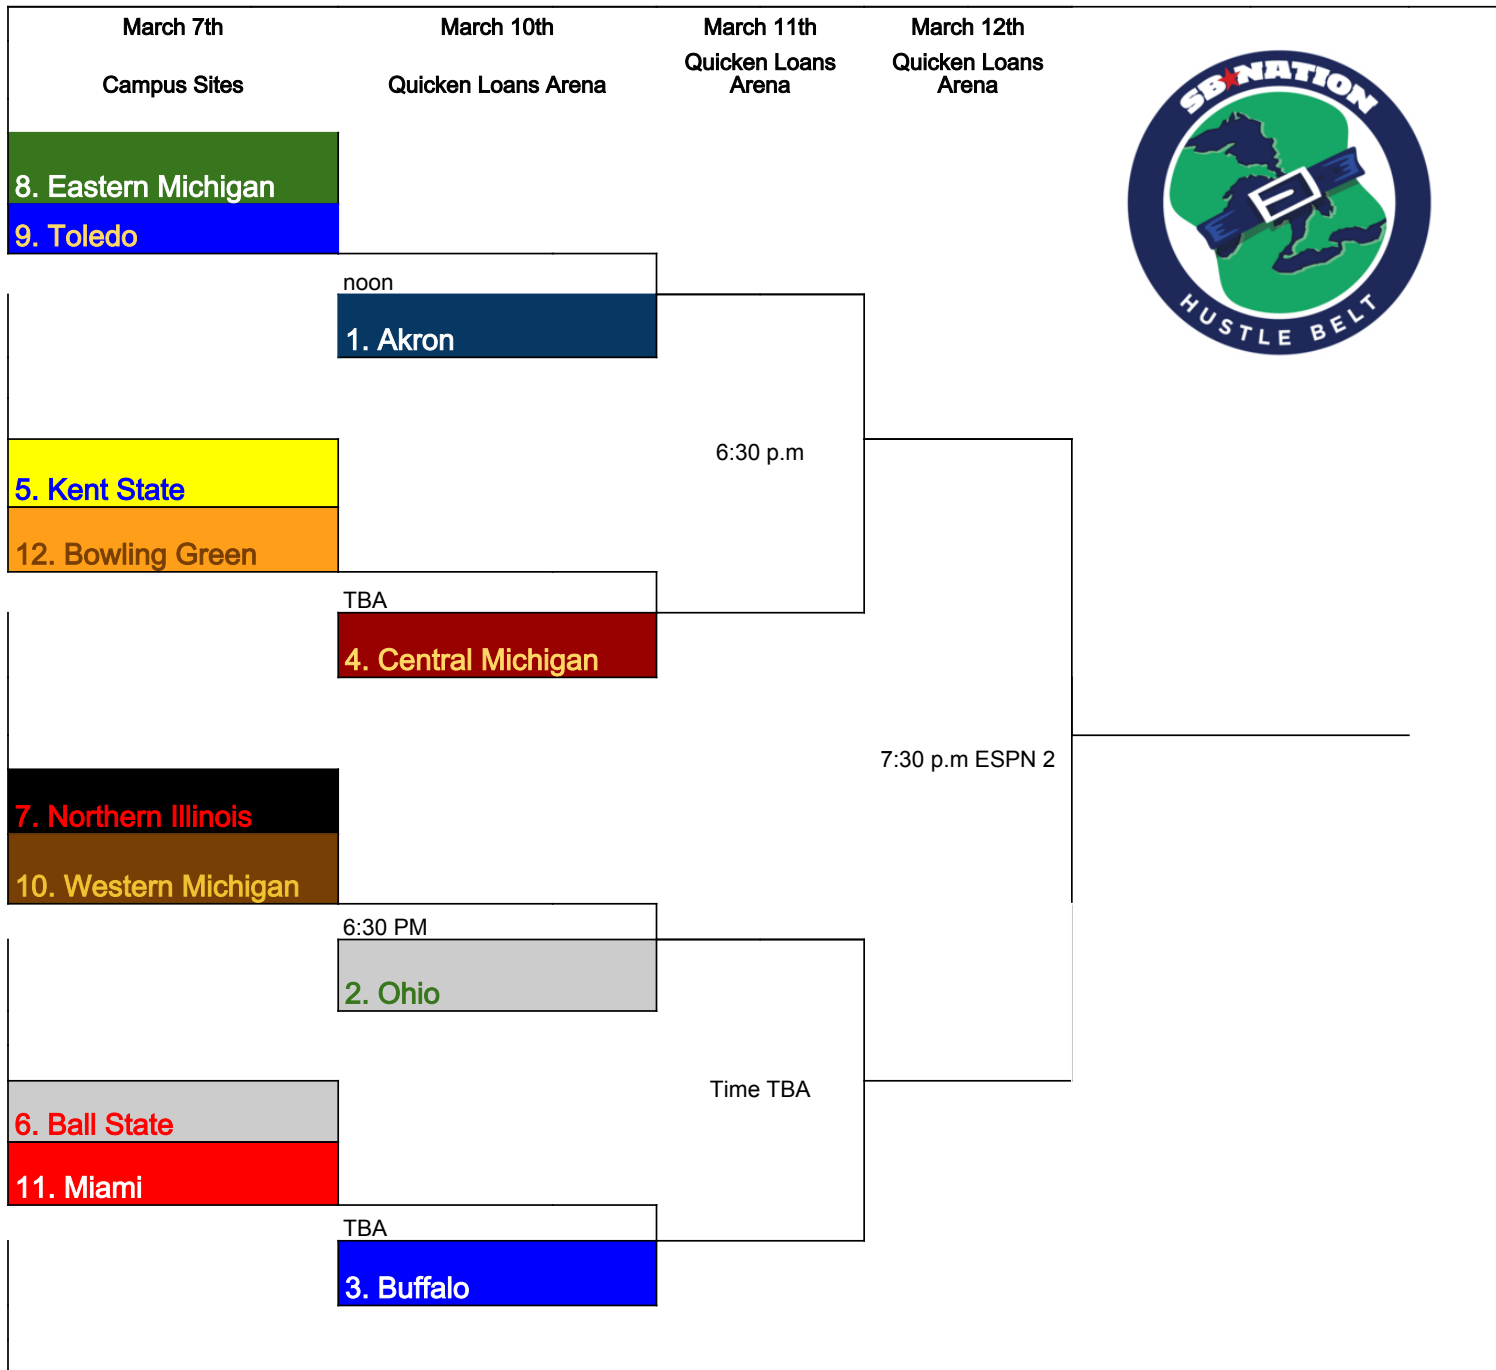 March 7th
March 10th
March 11th
March 12th
Campus Sites
Quicken Loans Arena
Quicken Loans
Arena
Quicken Loans
Arena
SB★NATION
HUSTLE BELT
8. Eastern Michigan
9. Toledo
noon
1. Akron
6:30 p.m
5. Kent State
12. Bowling Green
TBA
4. Central Michigan
7:30 p.m ESPN 2
7. Northern Illinois
10. Western Michigan
6:30 PM
2. Ohio
Time TBA
6. Ball State
11. Miami
TBA
3. Buffalo